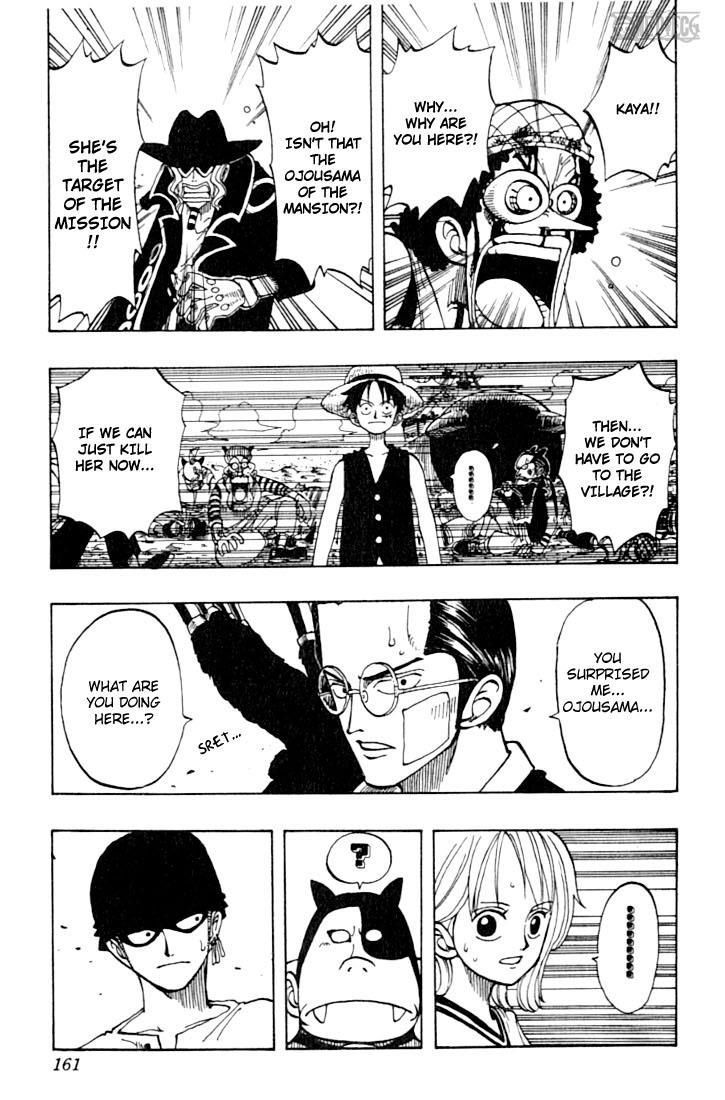 KAYA!!
WHY...
WHY ARE
YOU HERE?!
OH!
ISN'T THAT
THE
OJOUSAMA
OF THE
MANSION?!
SHE'S
THE
TARGET
OF THE
MISSION
!!
THEN...
WE DON'T
HAVE TO GO
TO THE
VILLAGE?!
IF WE CAN
JUST KILL
HER NOW...
YOU
SURPRISED
ME...
OJOUSAMA...
WHAT ARE
YOU DOING
HERE...?
SRET...
?
161